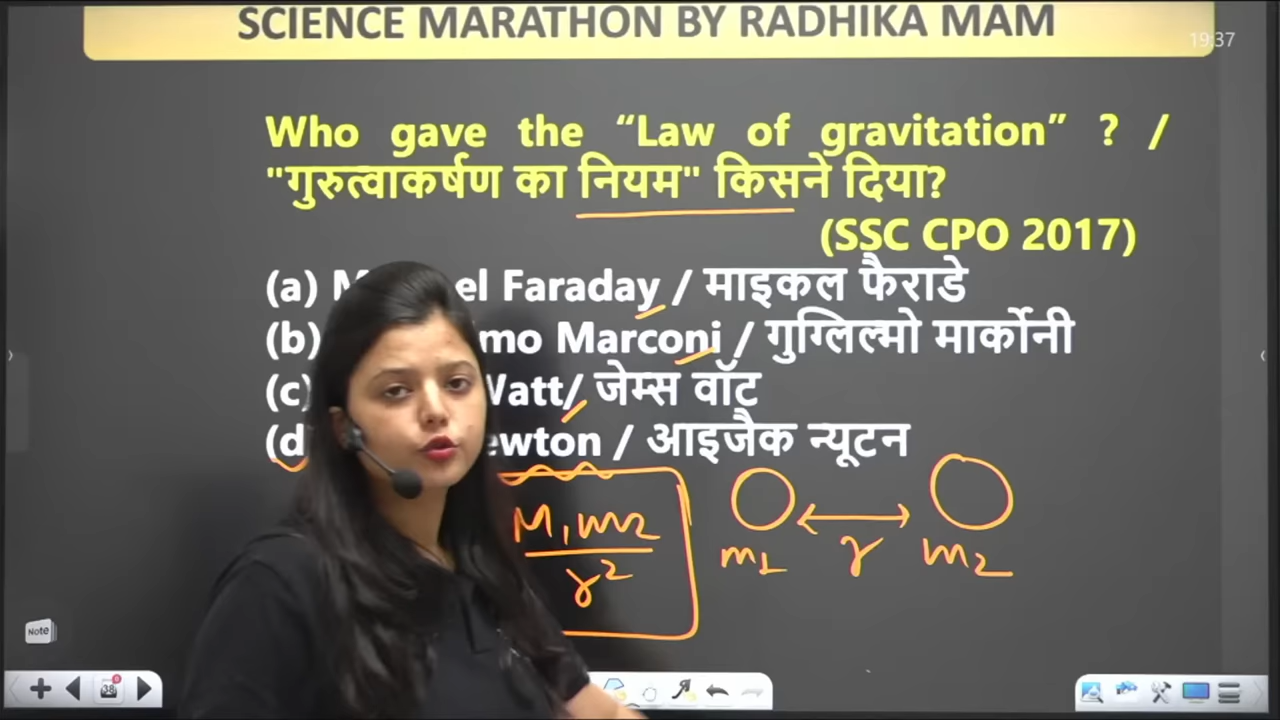 SCIENCE MARATHON BY RADHIKA MAM
19:37
Who gave the “Law of gravitation” ? /
"गुरुत्वाकर्षण का नियम" किसने दिया?
(SSC CPO 2017)
(a) M el Faraday / माइकल फैराडे
(b) mo Marconi / गुग्लिल्मो मार्कोनी
(c) Watt/ जेम्स वॉट
(d) ewton / आइजैक न्यूटन
M1m2
r2
m1 r m2
Note
38